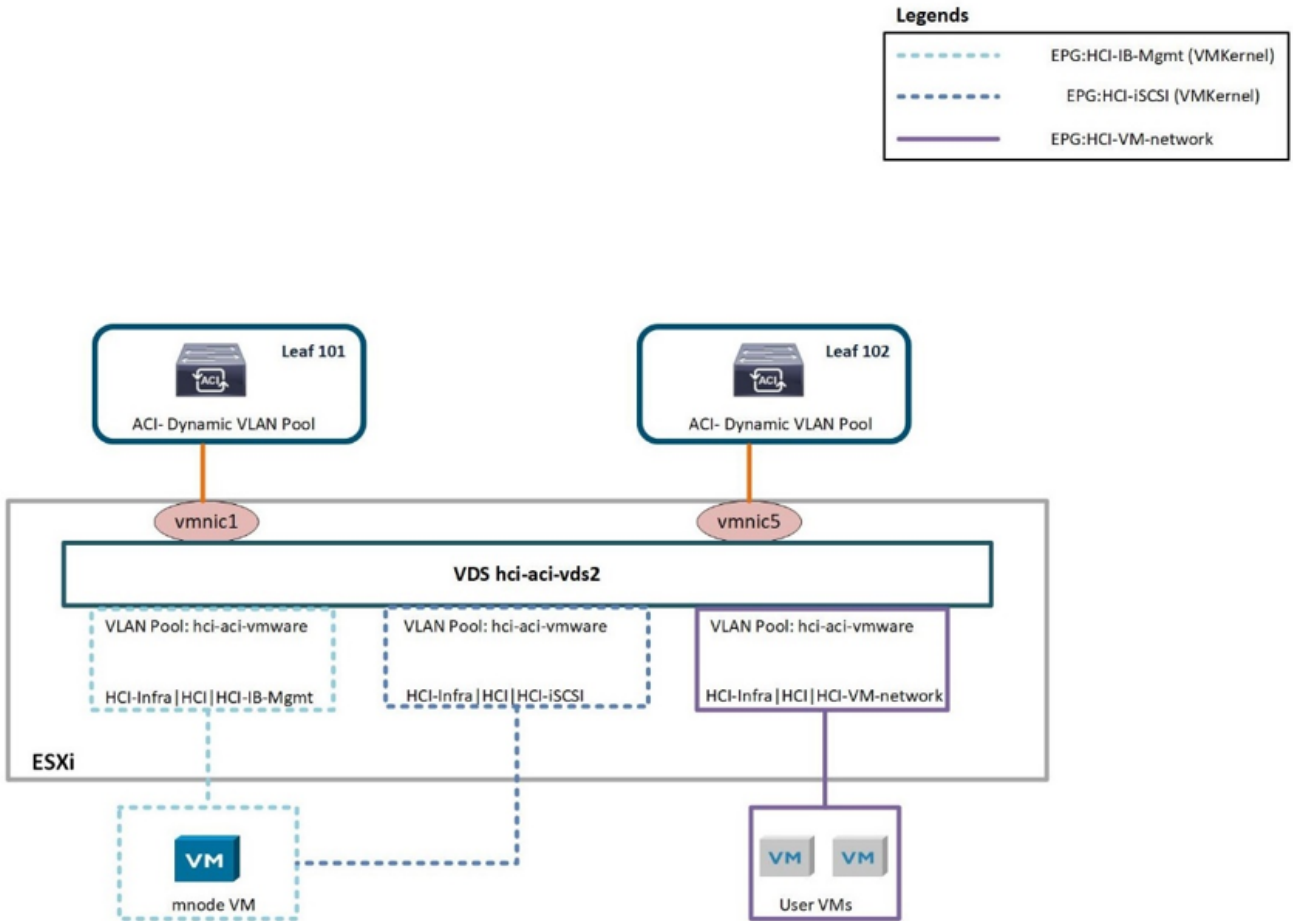 Legends
EPG:HCI-IB-Mgmt (VMKernel)
EPG:HCI-iSCSI (VMKernel)
EPG:HCI-VM-network
Leaf 101
ACI
ACI- Dynamic VLAN Pool
Leaf 102
ACI
ACI- Dynamic VLAN Pool
vmnic1
vmnic5
VDS hci-aci-vds2
VLAN Pool: hci-aci-vmware
HCI-Infra|HCI|HCI-IB-Mgmt
VLAN Pool: hci-aci-vmware
HCI-Infra|HCI|HCI-iSCSI
VLAN Pool: hci-aci-vmware
HCI-Infra|HCI|HCI-VM-network
ESXi
VM
mnode VM
VM VM
User VMs